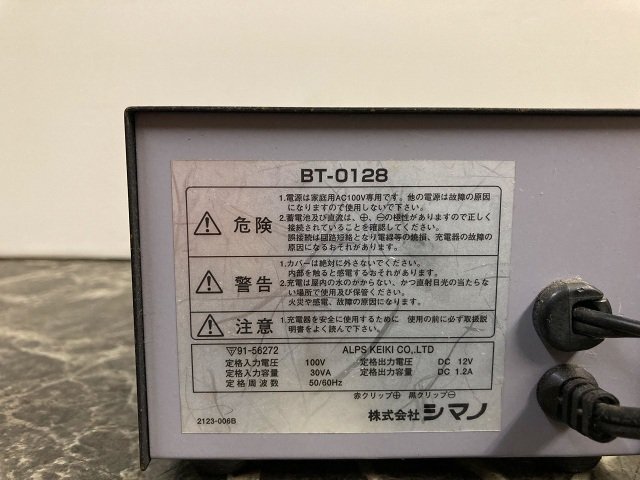 BT-0128
危険
1.電源は家庭用AC100V専用です。他の電源は故障の原因
になりますので使用しないで下さい。
2.蓄電池及び直流は、⊕、⊖の極性がありますので正しく
接続されていることを確認してください。
誤接続は回路短絡となり電線等の焼損、充電器の故障の
原因になるおそれがあります。
警告
1.カバーは絶対に外さないでください。
内部を触ると感電するおそれがあります。
2.充電は屋内の水のかからない、かつ直射日光の当たらな
い場所で使用及び保管ください。
火災や感電、故障の原因になります。
注意
1.充電器を安全に使用するために 使用の前に必ず取扱説
明書をよく読んで下さい。
▽91-56272 ALPS KEIKI CO.,LTD
定格入力電圧 100V 定格出力電圧 DC 12V
定格入力容量 30VA 定格出力電流 DC 1.2A
定格周波数 50/60Hz
赤クリップ⊕ 黒クリップ⊖
2123-006B
株式会社シマノ